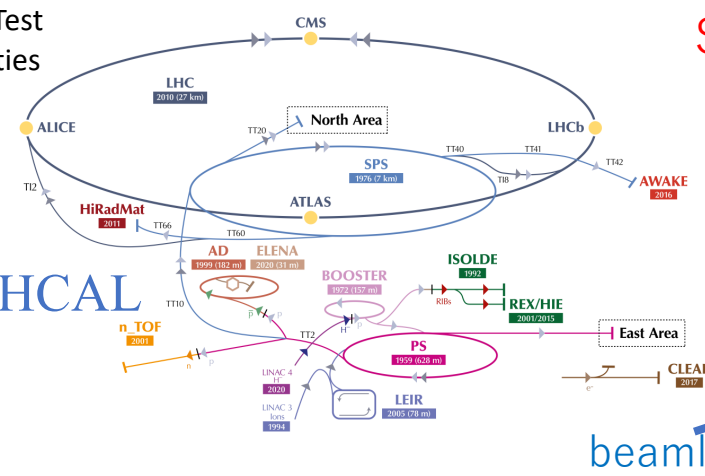 Test
ties
S
CMS
LHC
2010 (27 km)
ALICE
TT20
North Area
LHCb
TT40
TT41
SPS
1976 (7 km)
TI8
TT42
AWAKE
2016
TI2
ATLAS
HiRadMat
2011
TT66
TT60
AD
1999 (182 m)
ELENA
2020 (31 m)
ISOLDE
1992
BOOSTER
1972 (157 m)
HCAL
RIBs
REX/HIE
2001/2015
TT10
p
p
H⁻
p
n_TOF
2001
TT2
East Area
PS
1959 (628 m)
n
p
LINAC 4
H⁻
2020
CLEAR
2017
e⁻
LINAC 3
Ions
1994
LEIR
2005 (78 m)
beaml